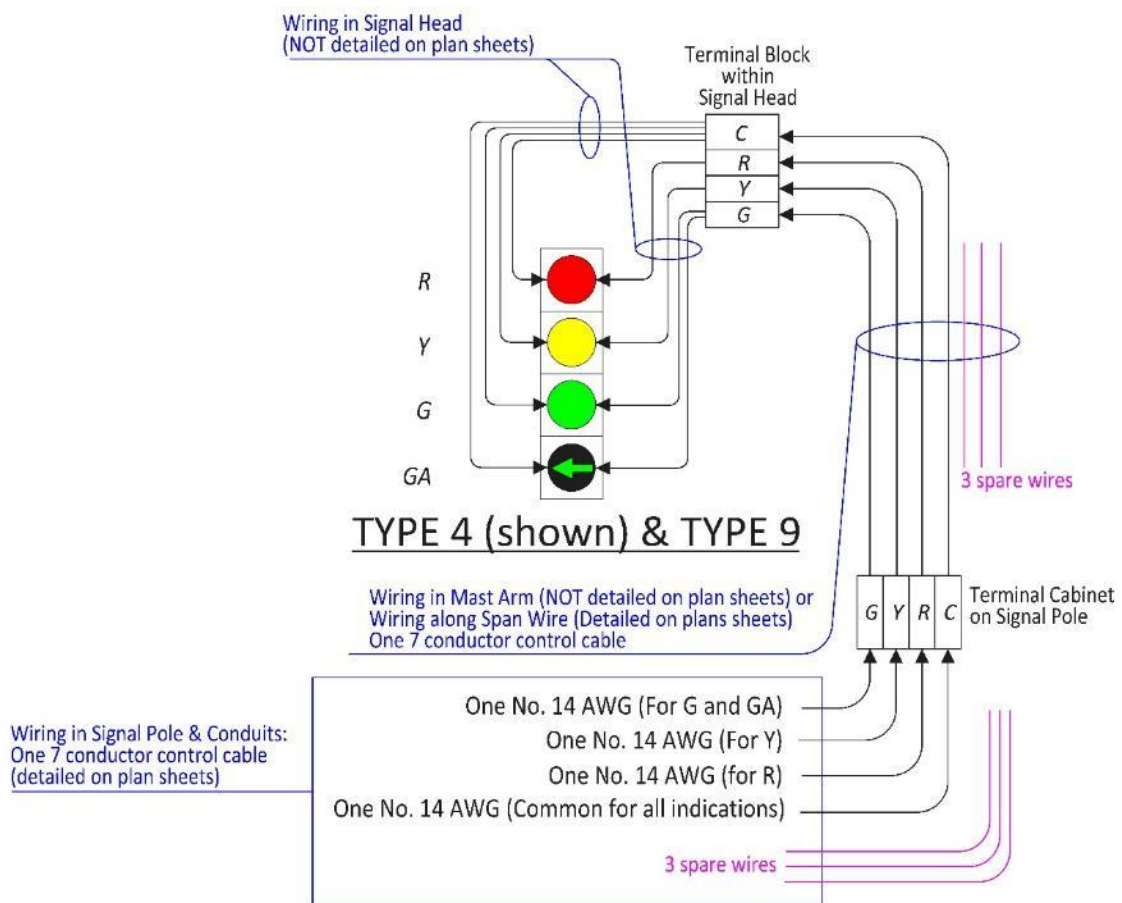 Wiring in Signal Head
(NOT detailed on plan sheets)
Terminal Block
within
Signal Head
C
R
Y
G
R
Y
G
GA
3 spare wires
TYPE 4 (shown) & TYPE 9
Wiring in Mast Arm (NOT detailed on plan sheets) or
Wiring along Span Wire (Detailed on plans sheets)
One 7 conductor control cable
G Y R C
Terminal Cabinet
on Signal Pole
Wiring in Signal Pole & Conduits:
One 7 conductor control cable
(detailed on plan sheets)
One No. 14 AWG (For G and GA)
One No. 14 AWG (For Y)
One No. 14 AWG (for R)
One No. 14 AWG (Common for all indications)
3 spare wires